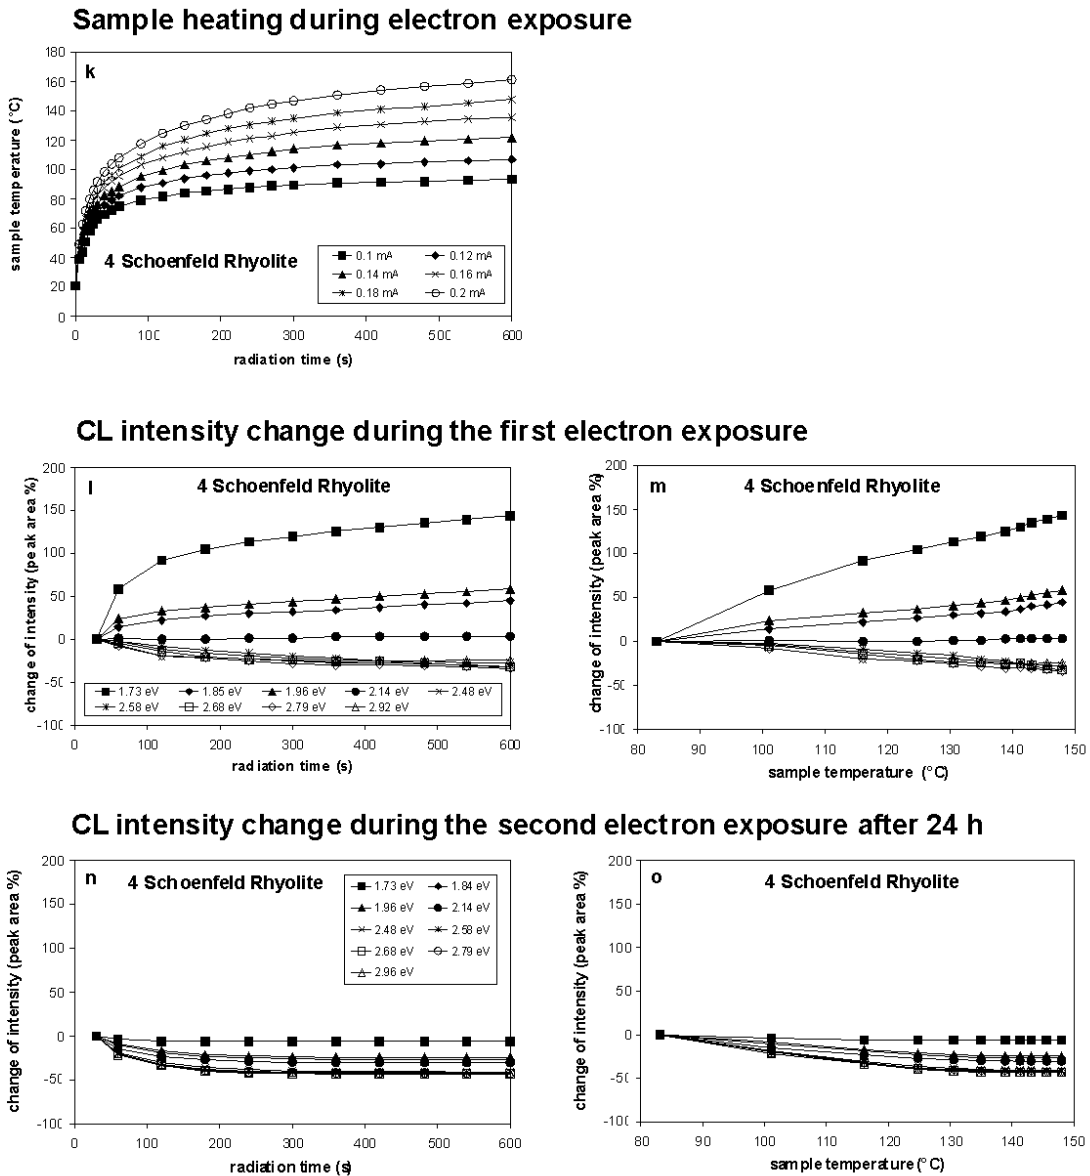 Sample heating during electron exposure
180
160
140
120
100
80
60
40
20
0
sample temperature (°C)
k
4 Schoenfeld Rhyolite
0.1 mA 0.12 mA
0.14 mA 0.16 mA
0.18 mA 0.2 mA
0 100 200 300 400 500 600
radiation time (s)
CL intensity change during the first electron exposure
200
150
100
50
0
-50
-100
change of intensity (peak area %)
l
4 Schoenfeld Rhyolite
1.73 eV 1.85 eV 1.96 eV 2.14 eV 2.48 eV
2.58 eV 2.68 eV 2.79 eV 2.92 eV
0 100 200 300 400 500 600
radiation time (s)
200
150
100
50
0
-50
-100
change of intensity (peak area %)
m
4 Schoenfeld Rhyolite
80 90 100 110 120 130 140 150
sample temperature (°C)
CL intensity change during the second electron exposure after 24 h
200
150
100
50
0
-50
-100
change of intensity (peak area %)
n
4 Schoenfeld Rhyolite
1.73 eV 1.84 eV
1.96 eV 2.14 eV
2.48 eV 2.58 eV
2.68 eV 2.79 eV
2.96 eV
0 100 200 300 400 500 600
radiation time (s)
200
150
100
50
0
-50
-100
change of intensity (peak area %)
o
4 Schoenfeld Rhyolite
80 90 100 110 120 130 140 150
sample temperature (°C)